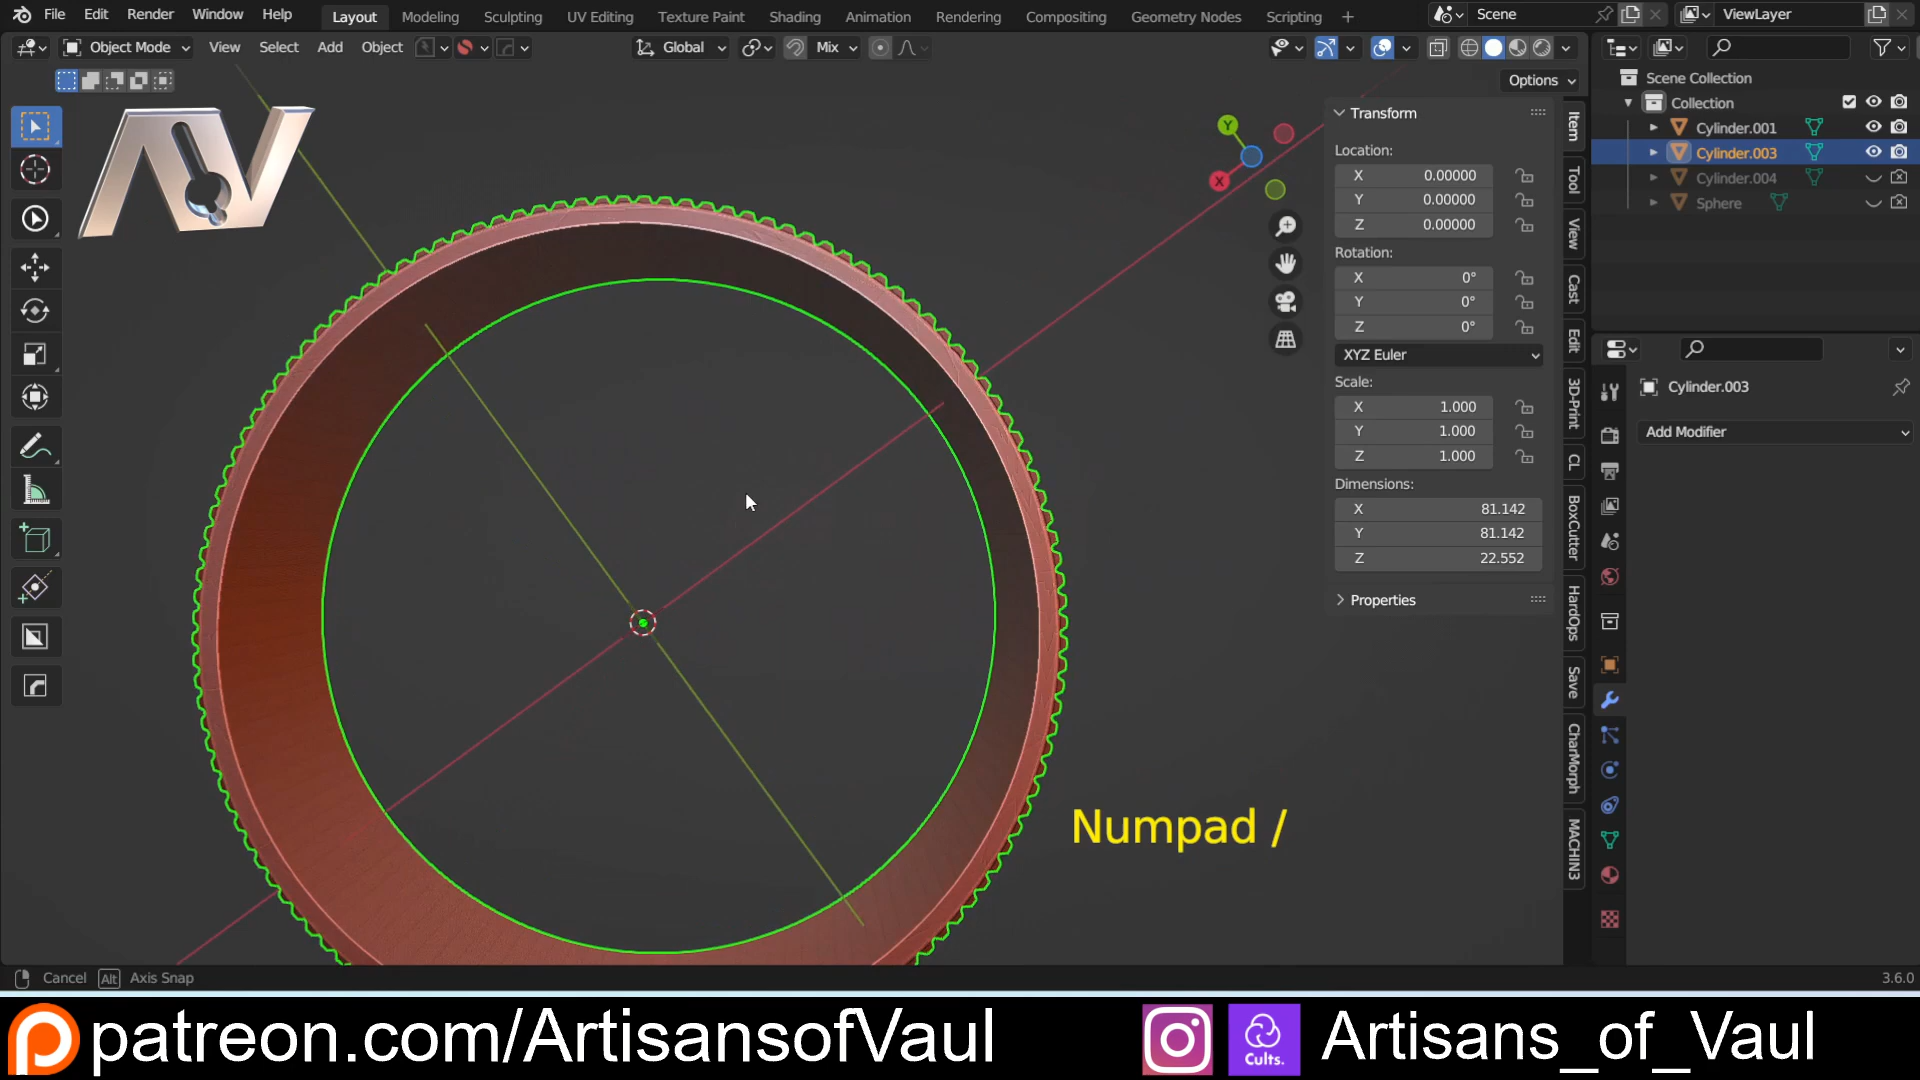 File Edit Render Window Help Layout Modeling Sculpting UV Editing Texture Paint Shading Animation Rendering Compositing Geometry Nodes Scripting + Scene ViewLayer
Object Mode View Select Add Object Global Mix
Options
Transform
Location:
X 0.00000
Y 0.00000
Z 0.00000
Rotation:
X 0°
Y 0°
Z 0°
XYZ Euler
Scale:
X 1.000
Y 1.000
Z 1.000
Dimensions:
X 81.142
Y 81.142
Z 22.552
Properties
Item
Tool
View
Cast
Edit
3D-Print
CL
BoxCutter
HardOps
Save
CharMorph
MACHIN3
Scene Collection
Collection
Cylinder.001
Cylinder.003
Cylinder.004
Sphere
Cylinder.003
Add Modifier
Y
X
AV
Numpad /
Cancel Alt Axis Snap 3.6.0
patreon.com/ArtisansofVaul Cults. Artisans_of_Vaul